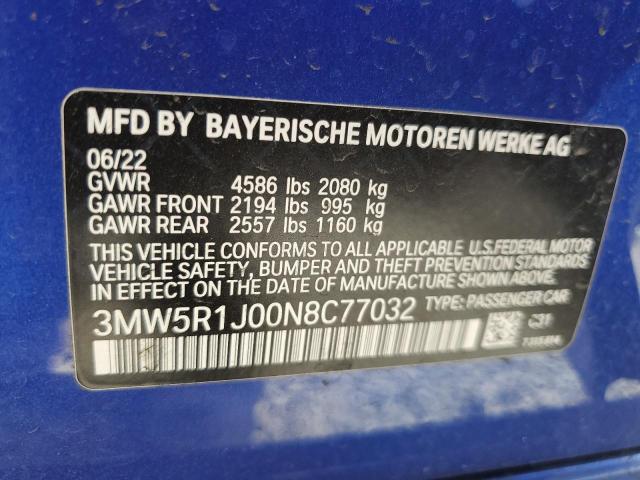 MFD BY BAYERISCHE MOTOREN WERKE AG
06/22
GVWR 4586 lbs 2080 kg
GAWR FRONT 2194 lbs 995 kg
GAWR REAR 2557 lbs 1160 kg
THIS VEHICLE CONFORMS TO ALL APPLICABLE U.S.FEDERAL MOTOR
VEHICLE SAFETY, BUMPER AND THEFT PREVENTION STANDARDS
IN EFFECT ON THE DATE OF MANUFACTURE SHOWN ABOVE.
3MW5R1J00N8C77032 TYPE: PASSENGER CAR
C31